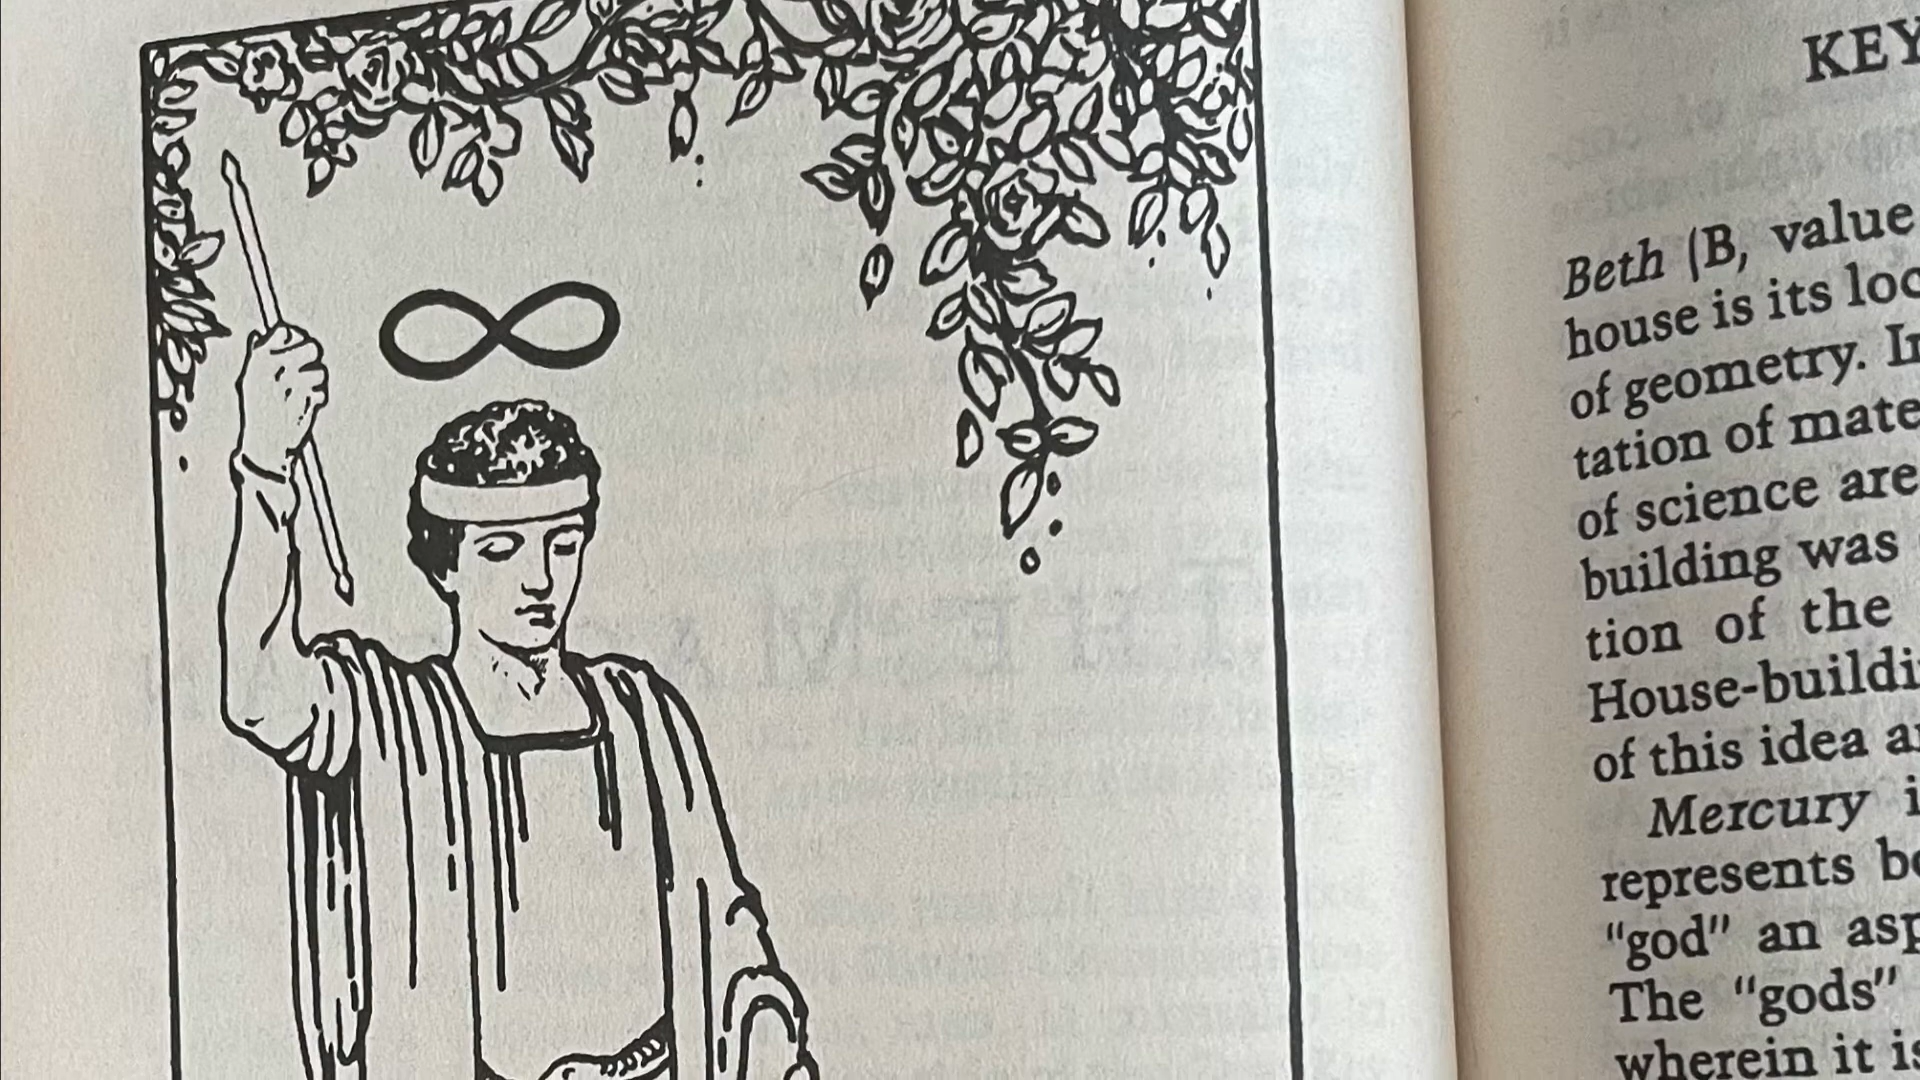 KEY
Beth (B, value
house is its loc
of geometry. In
tation of mate
of science are
building was
tion of the
House-buildi
of this idea a
Mercury i
represents be
"god" an asp
The "gods"
wherein it is